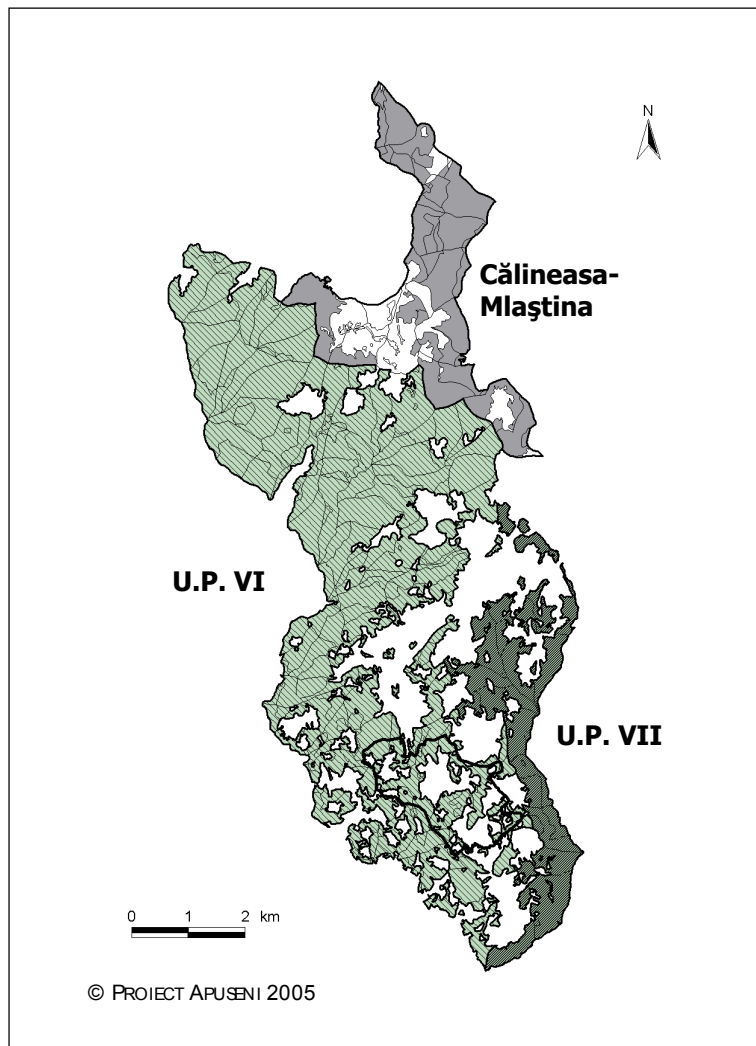 N
Călineasa-
Mlaştina
U.P. VI
U.P. VII
0 1 2 km
© PROIECT APUSENI 2005